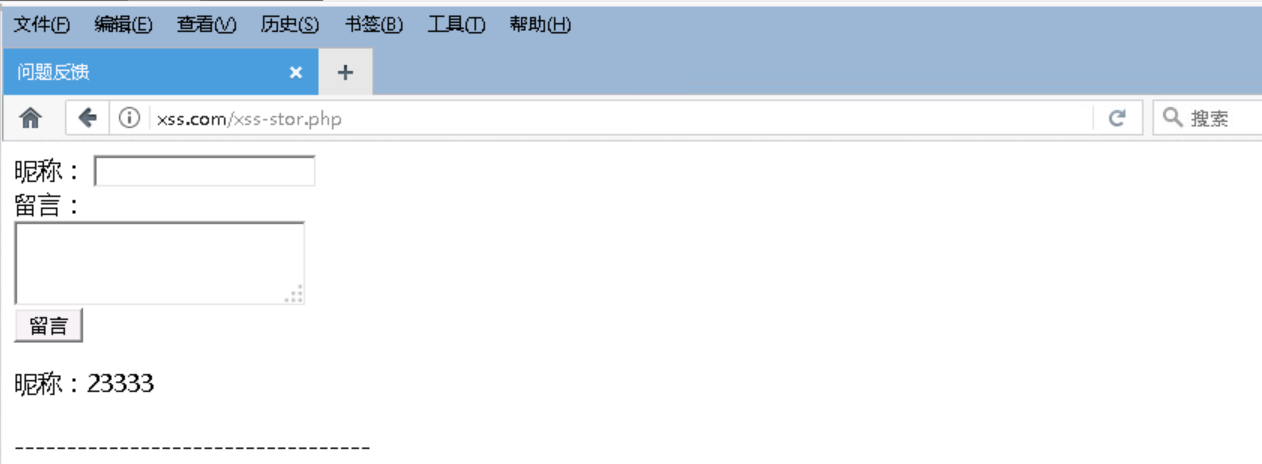 文件(F) 编辑(E) 查看(V) 历史(S) 书签(B) 工具(T) 帮助(H)
问题反馈 × +
xss.com/xss-stor.php 搜索
昵称：
留言：
留言
昵称：23333
----------------------------------